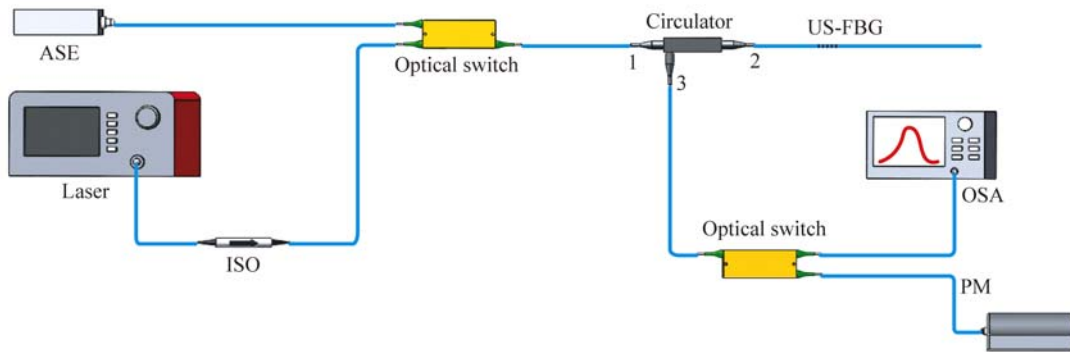 ASE
Optical switch
Circulator
US-FBG
1
2
3
Laser
ISO
OSA
Optical switch
PM